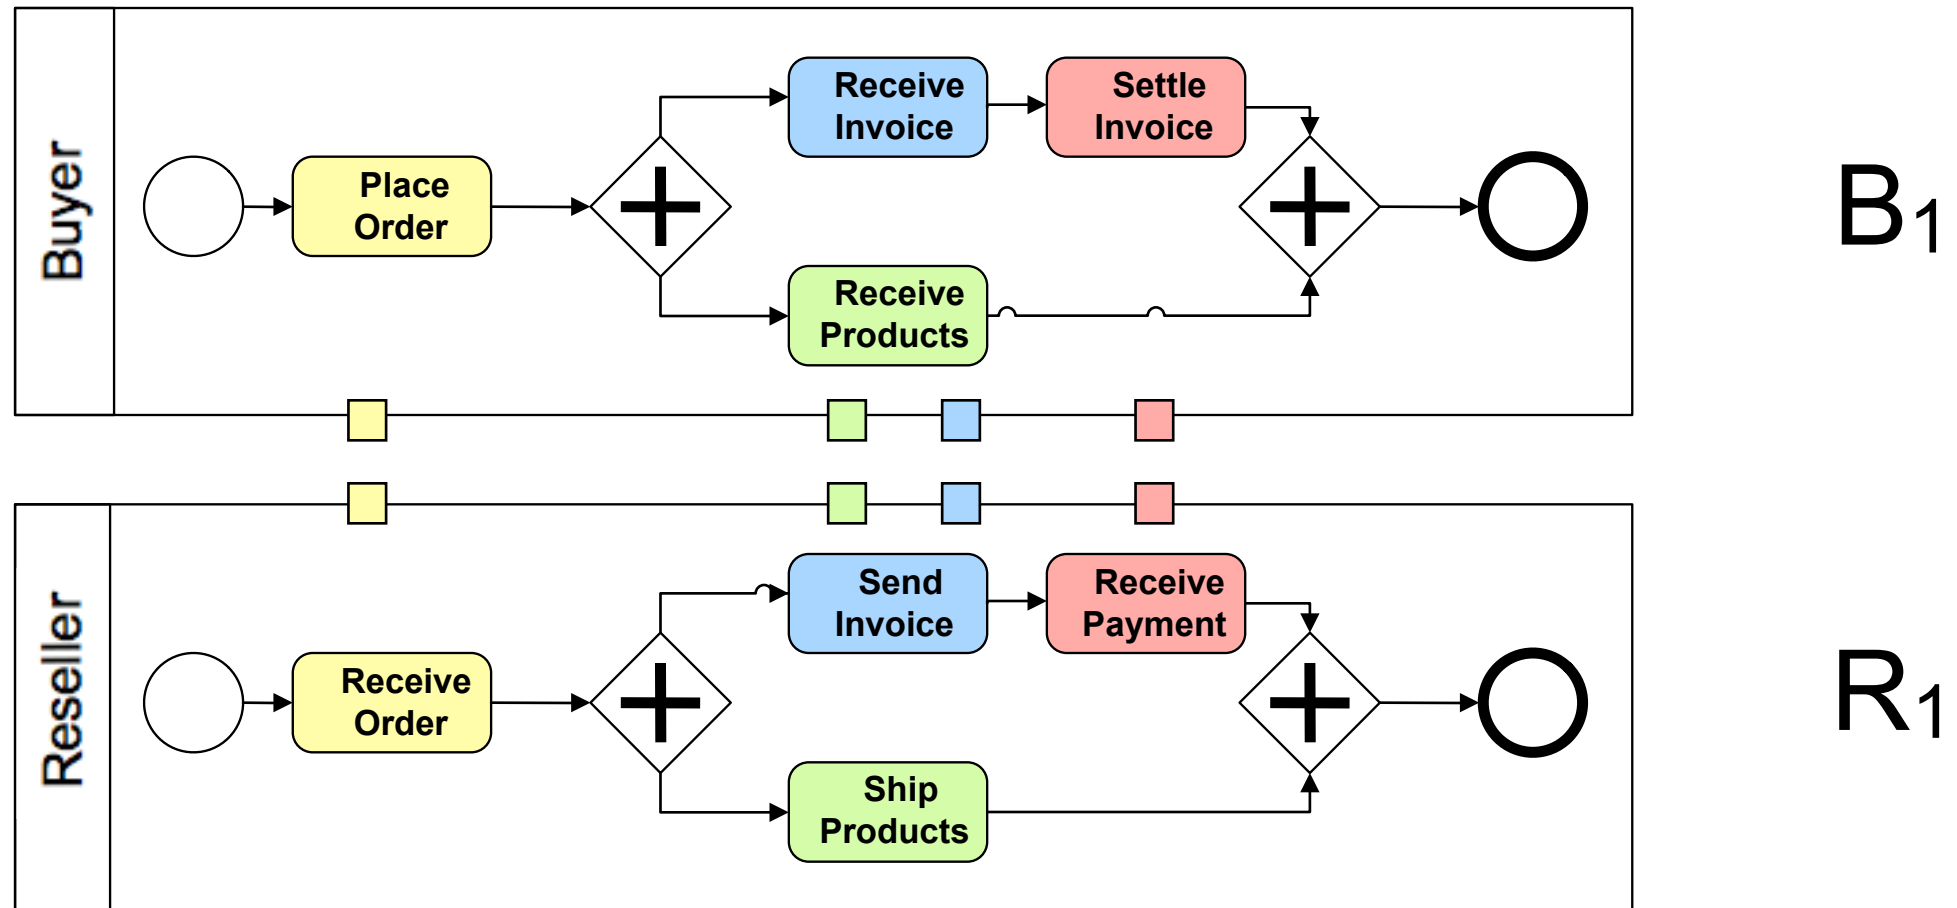 Buyer
Place
Order
Receive
Invoice
Settle
Invoice
Receive
Products
B1
Reseller
Receive
Order
Send
Invoice
Receive
Payment
Ship
Products
R1